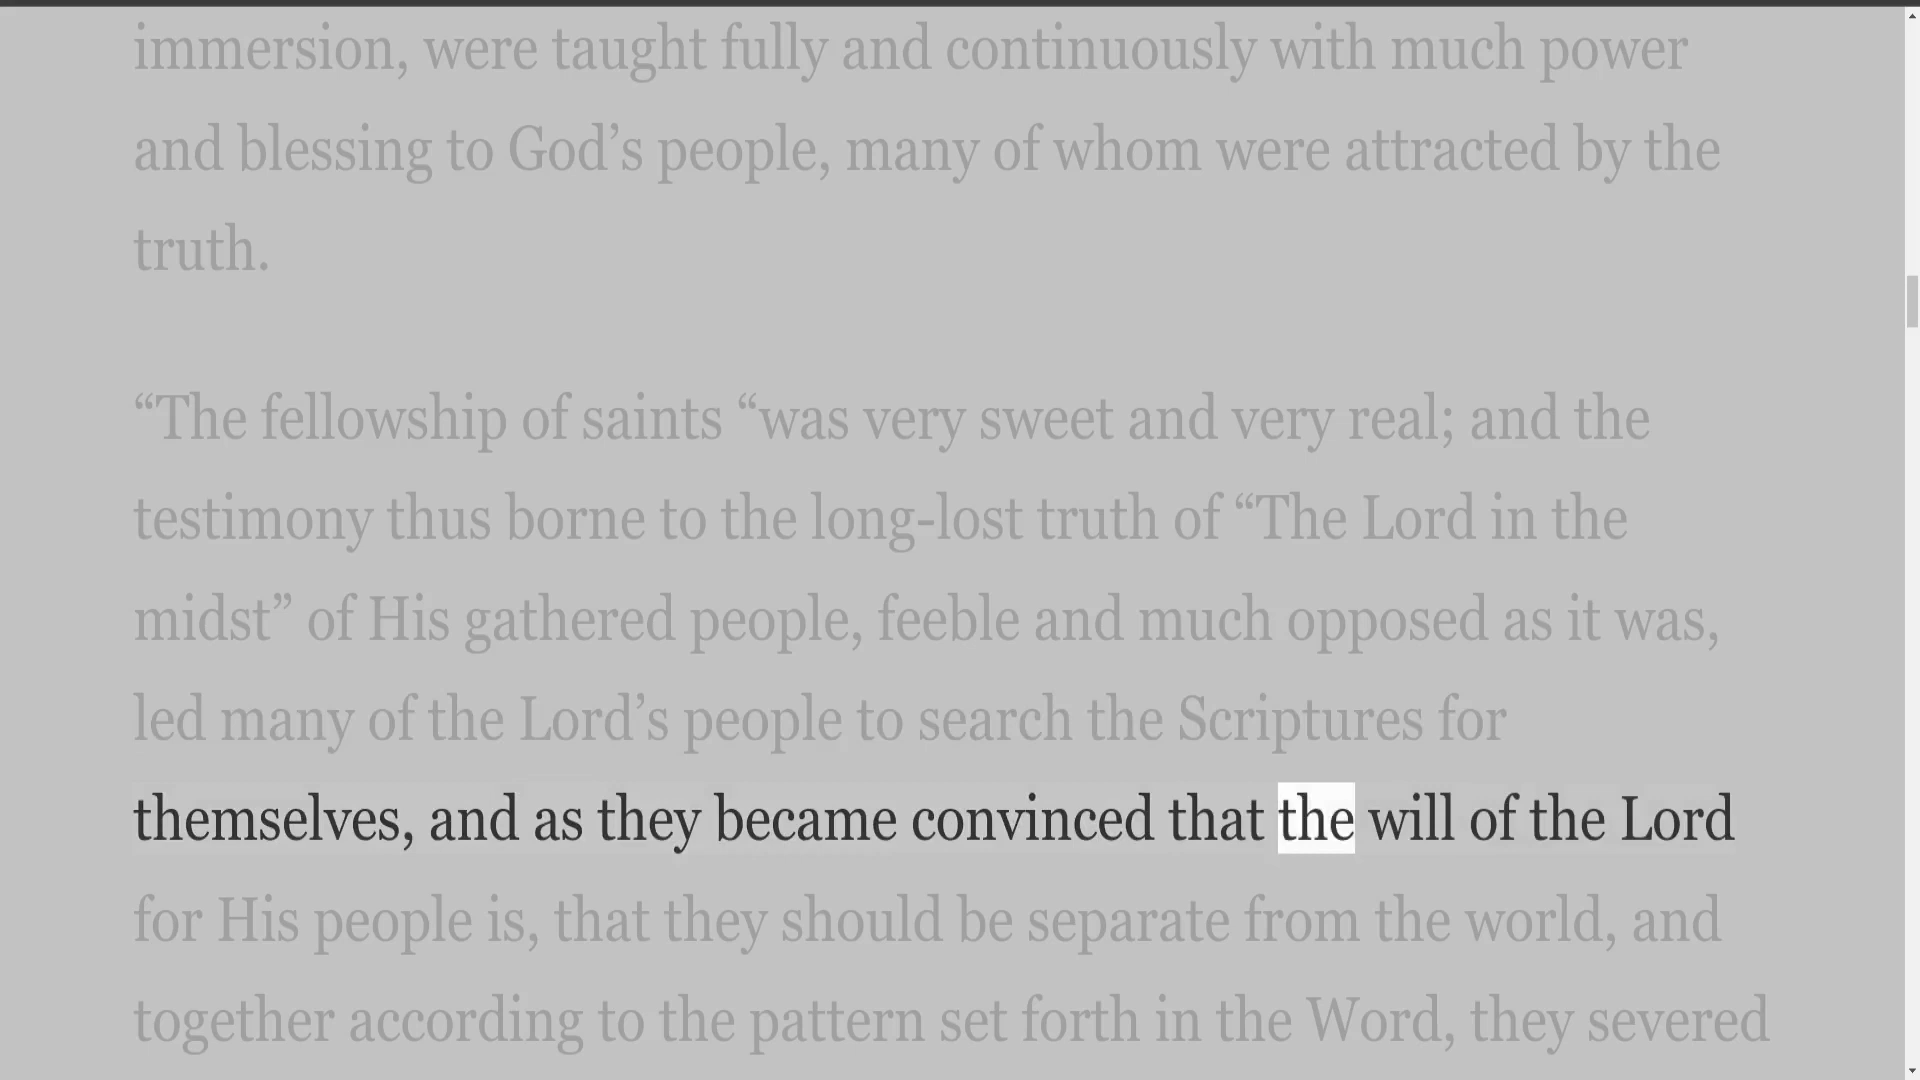 immersion, were taught fully and continuously with much power
and blessing to God’s people, many of whom were attracted by the
truth.
“The fellowship of saints “was very sweet and very real; and the
testimony thus borne to the long-lost truth of “The Lord in the
midst” of His gathered people, feeble and much opposed as it was,
led many of the Lord’s people to search the Scriptures for
themselves, and as they became convinced that the will of the Lord
for His people is, that they should be separate from the world, and
together according to the pattern set forth in the Word, they severed